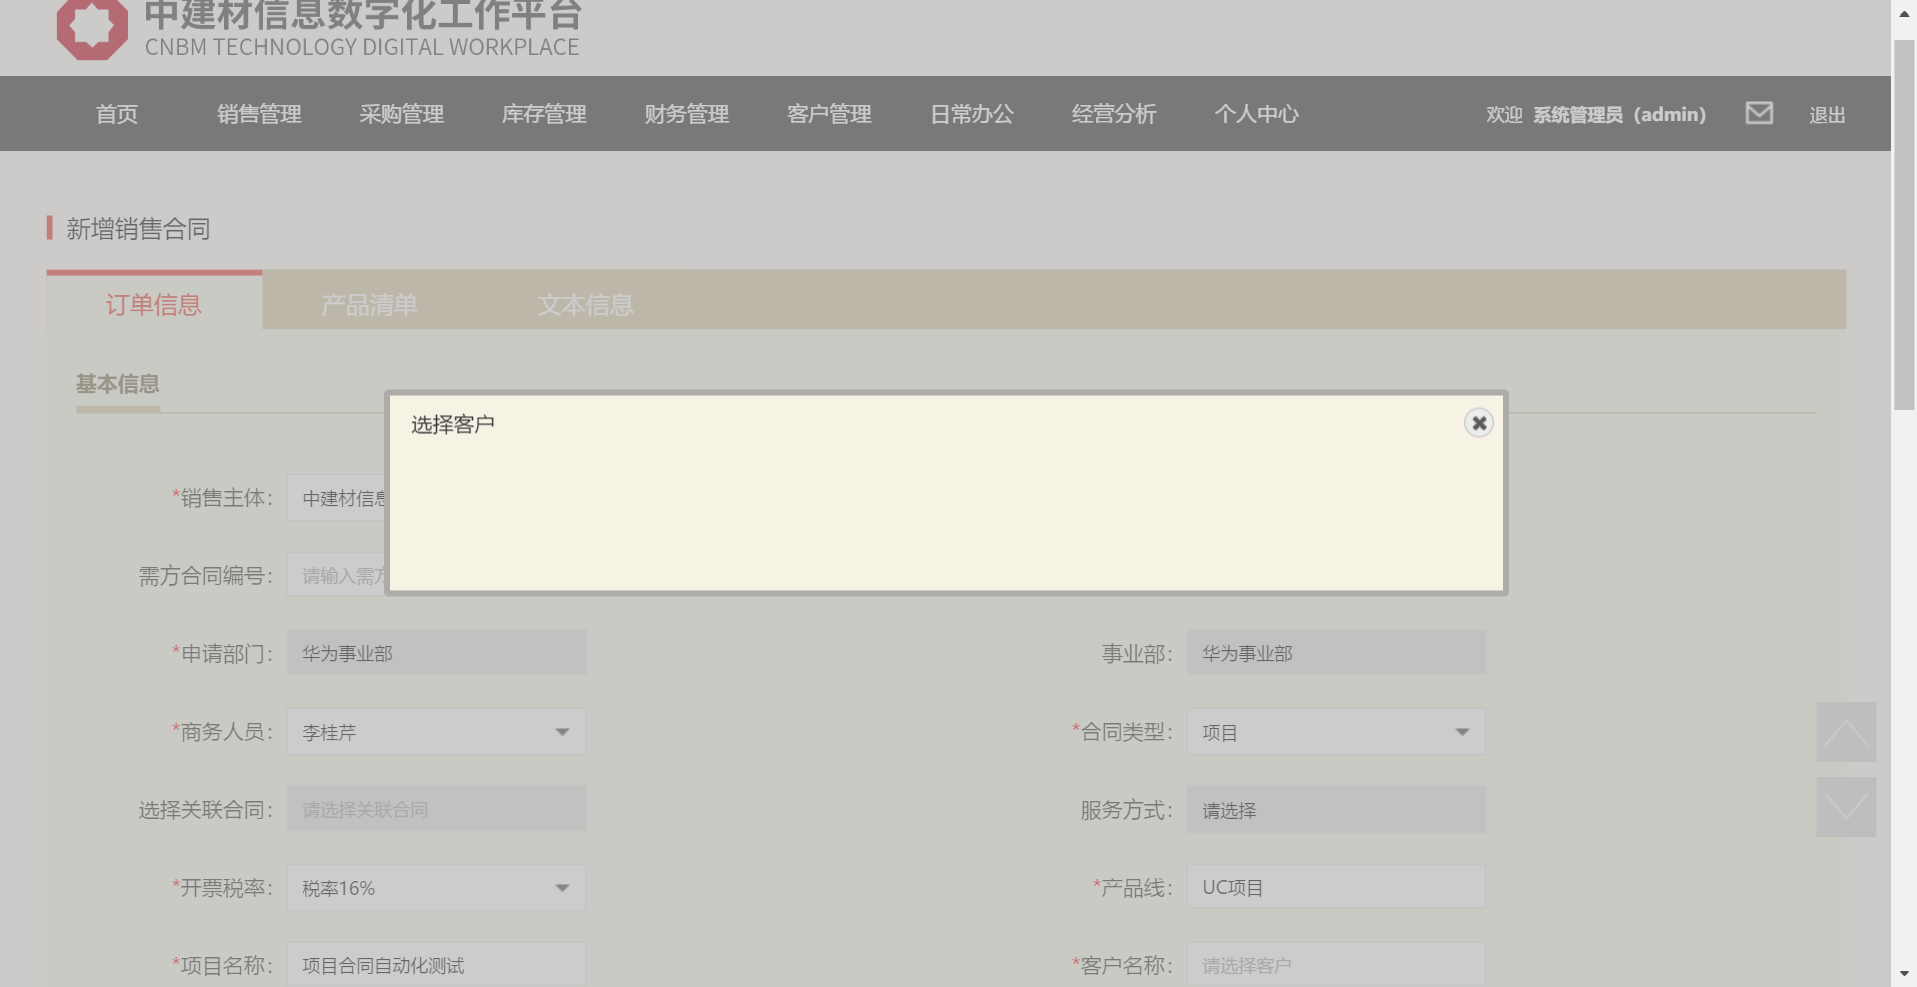 中建材信息数字化工作平台
CNBM TECHNOLOGY DIGITAL WORKPLACE
首页 销售管理 采购管理 库存管理 财务管理 客户管理 日常办公 经营分析 个人中心 欢迎 系统管理员（admin） 退出
新增销售合同
订单信息 产品清单 文本信息
基本信息
选择客户
*销售主体： 中建材信息
需方合同编号： 请输入需方
*申请部门： 华为事业部 事业部： 华为事业部
*商务人员： 李桂芹 *合同类型： 项目
选择关联合同： 请选择关联合同 服务方式： 请选择
*开票税率： 税率16% *产品线： UC项目
*项目名称： 项目合同自动化测试 *客户名称： 请选择客户